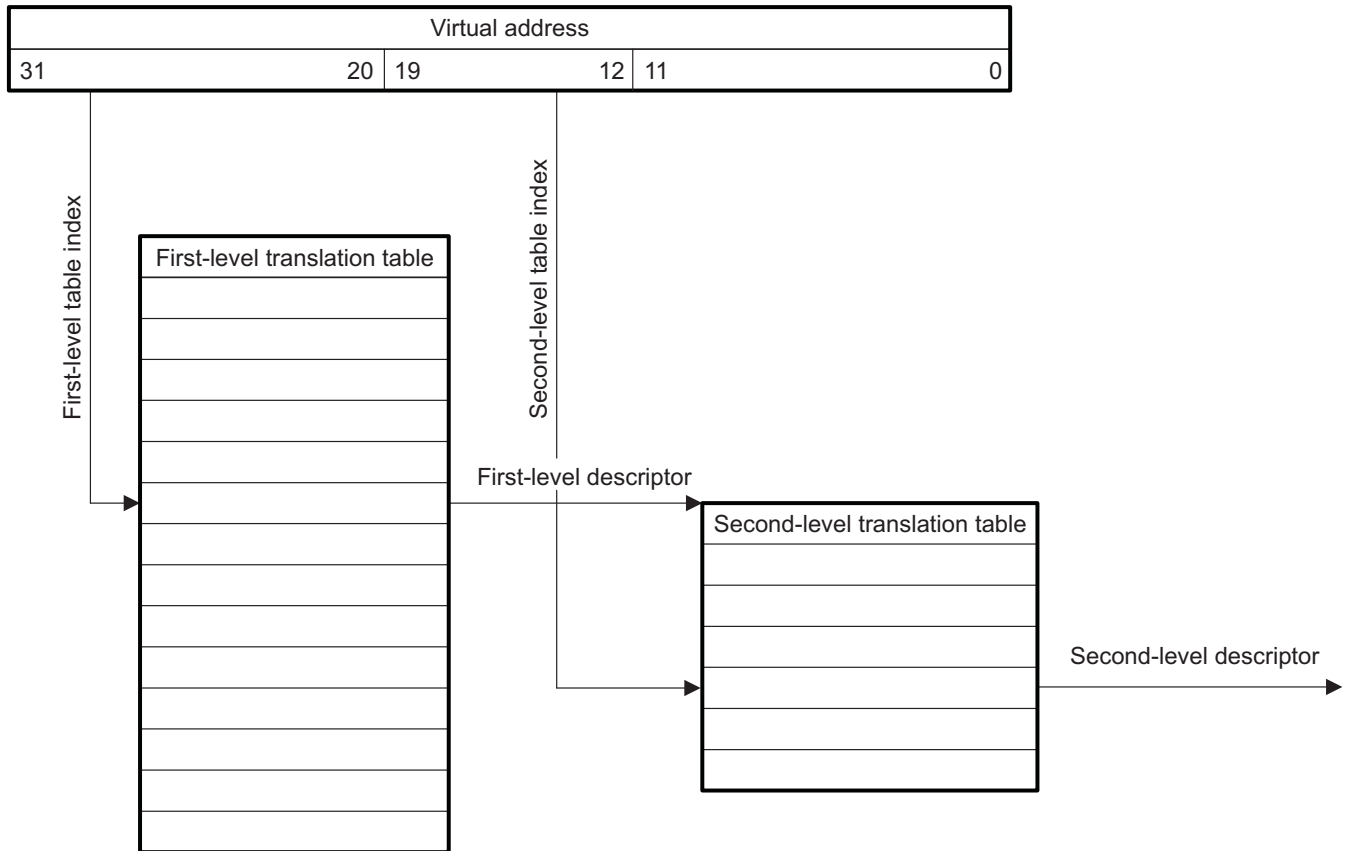 Virtual address
31 20 19 12 11 0
First-level table index
Second-level table index
First-level translation table
First-level descriptor
Second-level translation table
Second-level descriptor